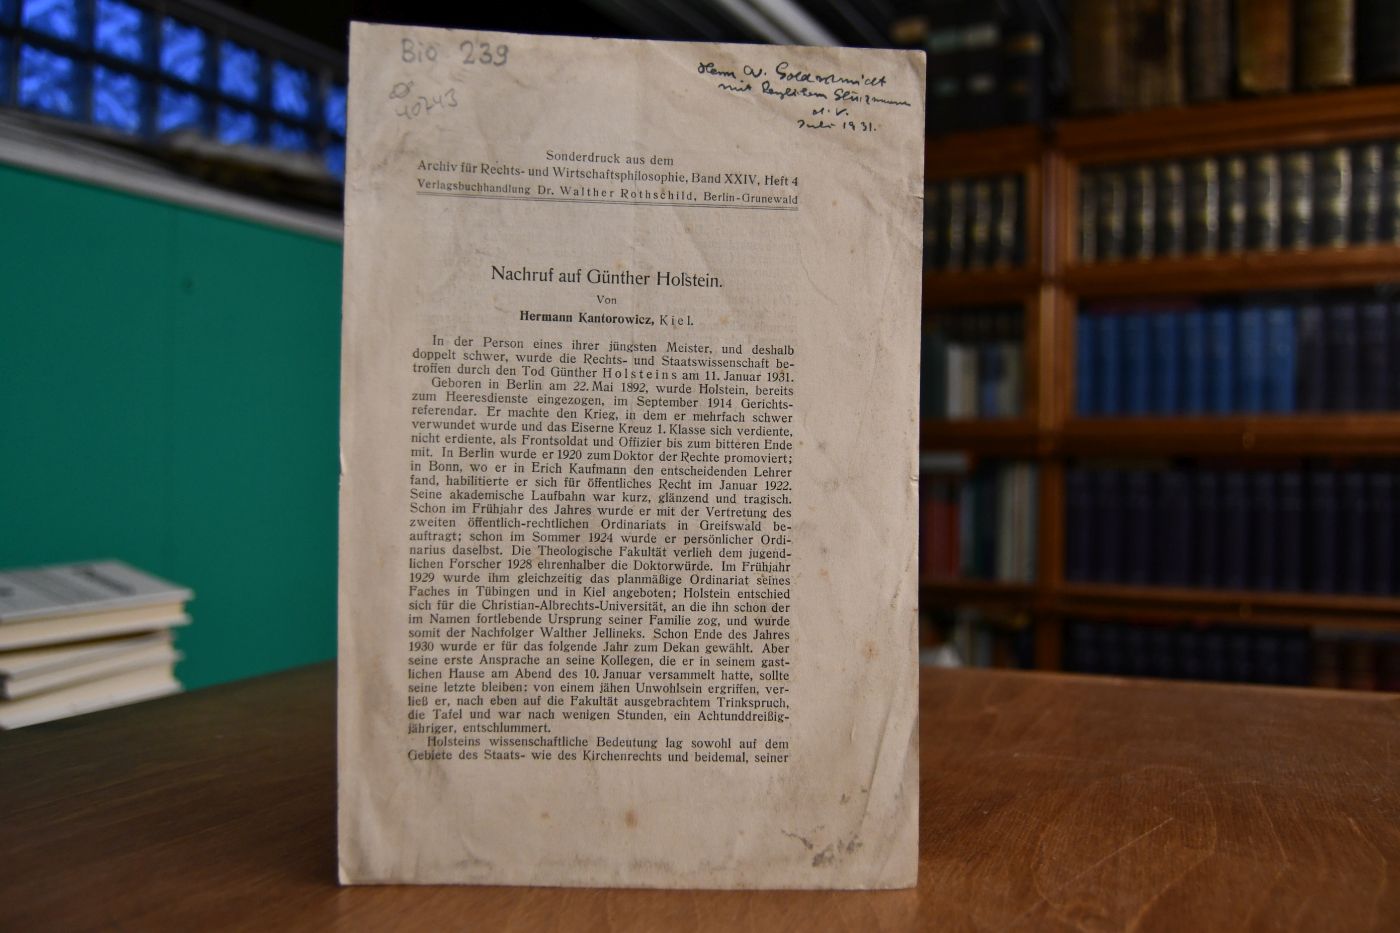 Bio 239
40743
Herrn W. Goldschmidt
mit herzlichem Glückwunsch
d. V.
Juli 1931.
Sonderdruck aus dem
Archiv für Rechts- und Wirtschaftsphilosophie, Band XXIV, Heft 4
Verlagsbuchhandlung Dr. Walther Rothschild, Berlin-Grunewald
Nachruf auf Günther Holstein.
Von
Hermann Kantorowicz, Kiel.
In der Person eines ihrer jüngsten Meister, und deshalb
doppelt schwer, wurde die Rechts- und Staatswissenschaft be-
troffen durch den Tod Günther Holsteins am 11. Januar 1931.
Geboren in Berlin am 22. Mai 1892, wurde Holstein, bereits
zum Heeresdienste eingezogen, im September 1914 Gerichts-
referendar. Er machte den Krieg, in dem er mehrfach schwer
verwundet wurde und das Eiserne Kreuz 1. Klasse sich verdiente,
nicht erdiente, als Frontsoldat und Offizier bis zum bitteren Ende
mit. In Berlin wurde er 1920 zum Doktor der Rechte promoviert;
in Bonn, wo er in Erich Kaufmann den entscheidenden Lehrer
fand, habilitierte er sich für öffentliches Recht im Januar 1922.
Seine akademische Laufbahn war kurz, glänzend und tragisch.
Schon im Frühjahr des Jahres wurde er mit der Vertretung des
zweiten öffentlich-rechtlichen Ordinariats in Greifswald be-
auftragt; schon im Sommer 1924 wurde er persönlicher Ordi-
narius daselbst. Die Theologische Fakultät verlieh dem jugend-
lichen Forscher 1928 ehrenhalber die Doktorwürde. Im Frühjahr
1929 wurde ihm gleichzeitig das planmäßige Ordinariat seines
Faches in Tübingen und in Kiel angeboten; Holstein entschied
sich für die Christian-Albrechts-Universität, an die ihn schon der
im Namen fortlebende Ursprung seiner Familie zog, und wurde
somit der Nachfolger Walther Jellineks. Schon Ende des Jahres
1930 wurde er für das folgende Jahr zum Dekan gewählt. Aber
seine erste Ansprache an seine Kollegen, die er in seinem gast-
lichen Hause am Abend des 10. Januar versammelt hatte, sollte
seine letzte bleiben: von einem jähen Unwohlsein ergriffen, ver-
ließ er, nach eben auf die Fakultät ausgebrachtem Trinkspruch,
die Tafel und war nach wenigen Stunden, ein Achtunddreißig-
jähriger, entschlummert.
Holsteins wissenschaftliche Bedeutung lag sowohl auf dem
Gebiete des Staats- wie des Kirchenrechts und beidemal, seiner